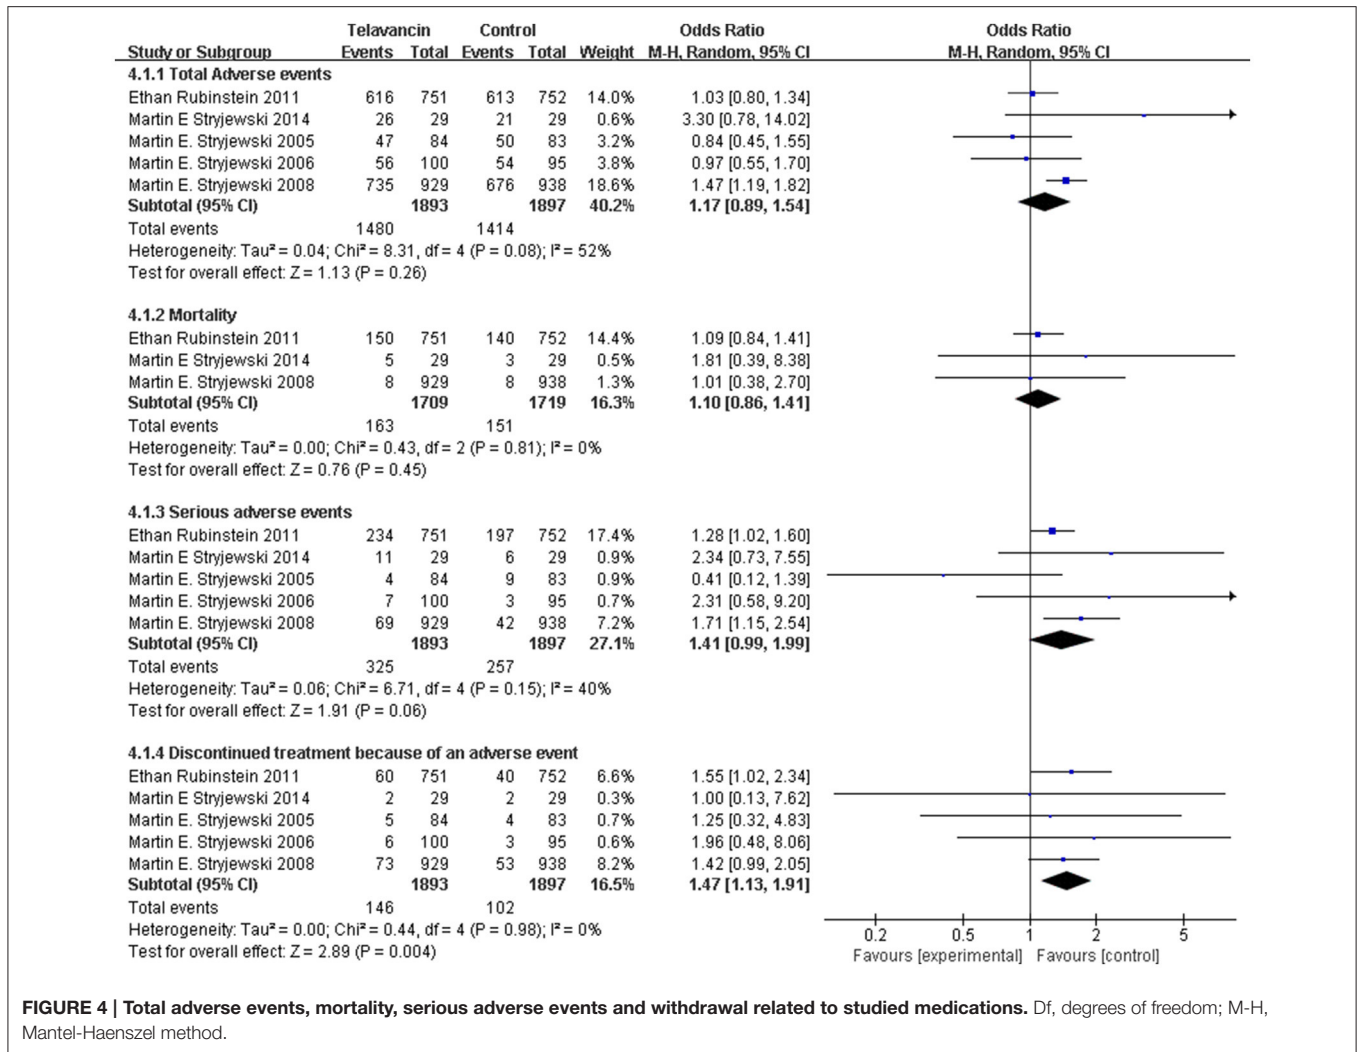 Telavancin Control Odds Ratio Odds Ratio
Study or Subgroup Events Total Events Total Weight M-H, Random, 95% CI M-H, Random, 95% CI
4.1.1 Total Adverse events
Ethan Rubinstein 2011 616 751 613 752 14.0% 1.03 [0.80, 1.34]
Martin E Stryjewski 2014 26 29 21 29 0.6% 3.30 [0.78, 14.02]
Martin E. Stryjewski 2005 47 84 50 83 3.2% 0.84 [0.45, 1.55]
Martin E. Stryjewski 2006 56 100 54 95 3.8% 0.97 [0.55, 1.70]
Martin E. Stryjewski 2008 735 929 676 938 18.6% 1.47 [1.19, 1.82]
Subtotal (95% CI) 1893 1897 40.2% 1.17 [0.89, 1.54]
Total events 1480 1414
Heterogeneity: Tau² = 0.04; Chi² = 8.31, df = 4 (P = 0.08); I² = 52%
Test for overall effect: Z = 1.13 (P = 0.26)
4.1.2 Mortality
Ethan Rubinstein 2011 150 751 140 752 14.4% 1.09 [0.84, 1.41]
Martin E Stryjewski 2014 5 29 3 29 0.5% 1.81 [0.39, 8.38]
Martin E. Stryjewski 2008 8 929 8 938 1.3% 1.01 [0.38, 2.70]
Subtotal (95% CI) 1709 1719 16.3% 1.10 [0.86, 1.41]
Total events 163 151
Heterogeneity: Tau² = 0.00; Chi² = 0.43, df = 2 (P = 0.81); I² = 0%
Test for overall effect: Z = 0.76 (P = 0.45)
4.1.3 Serious adverse events
Ethan Rubinstein 2011 234 751 197 752 17.4% 1.28 [1.02, 1.60]
Martin E Stryjewski 2014 11 29 6 29 0.9% 2.34 [0.73, 7.55]
Martin E. Stryjewski 2005 4 84 9 83 0.9% 0.41 [0.12, 1.39]
Martin E. Stryjewski 2006 7 100 3 95 0.7% 2.31 [0.58, 9.20]
Martin E. Stryjewski 2008 69 929 42 938 7.2% 1.71 [1.15, 2.54]
Subtotal (95% CI) 1893 1897 27.1% 1.41 [0.99, 1.99]
Total events 325 257
Heterogeneity: Tau² = 0.06; Chi² = 6.71, df = 4 (P = 0.15); I² = 40%
Test for overall effect: Z = 1.91 (P = 0.06)
4.1.4 Discontinued treatment because of an adverse event
Ethan Rubinstein 2011 60 751 40 752 6.6% 1.55 [1.02, 2.34]
Martin E Stryjewski 2014 2 29 2 29 0.3% 1.00 [0.13, 7.62]
Martin E. Stryjewski 2005 5 84 4 83 0.7% 1.25 [0.32, 4.83]
Martin E. Stryjewski 2006 6 100 3 95 0.6% 1.96 [0.48, 8.06]
Martin E. Stryjewski 2008 73 929 53 938 8.2% 1.42 [0.99, 2.05]
Subtotal (95% CI) 1893 1897 16.5% 1.47 [1.13, 1.91]
Total events 146 102
Heterogeneity: Tau² = 0.00; Chi² = 0.44, df = 4 (P = 0.98); I² = 0%
Test for overall effect: Z = 2.89 (P = 0.004)
0.2 0.5 1 2 5
Favours [experimental] Favours [control]
FIGURE 4 | Total adverse events, mortality, serious adverse events and withdrawal related to studied medications. Df, degrees of freedom; M-H,
Mantel-Haenszel method.